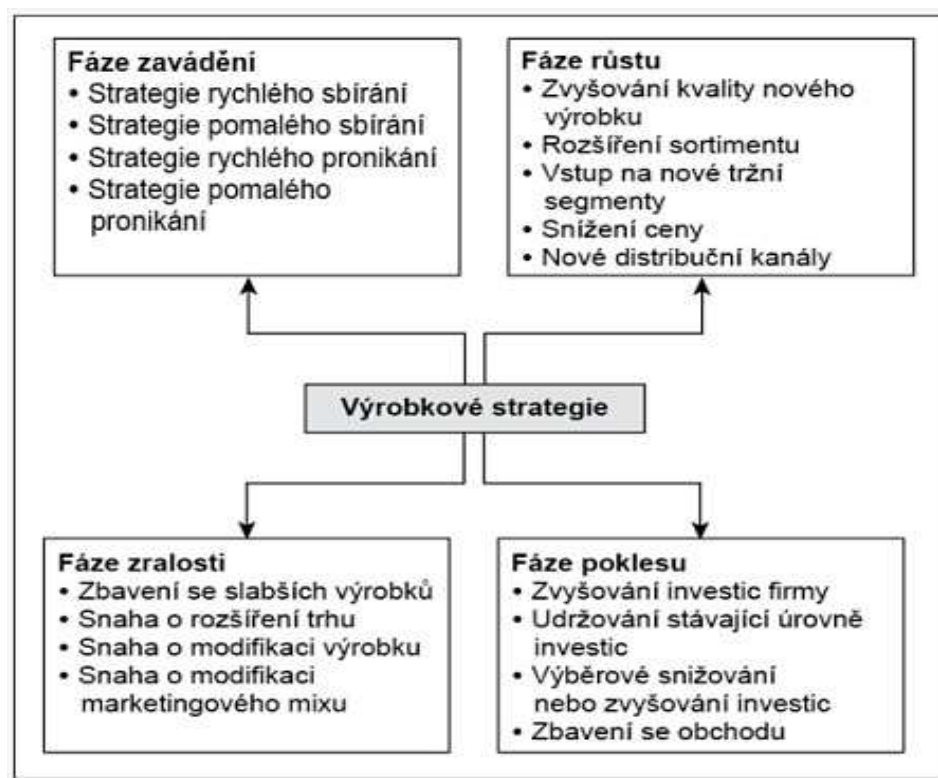 Fáze zavádění
• Strategie rychlého sbírání
• Strategie pomalého sbírání
• Strategie rychlého pronikání
• Strategie pomalého
pronikání
Fáze růstu
• Zvyšování kvality nového
výrobku
• Rozšíření sortimentu
• Vstup na nové tržní
segmenty
• Snížení ceny
• Nové distribuční kanály
Výrobkové strategie
Fáze zralosti
• Zbavení se slabších výrobků
• Snaha o rozšíření trhu
• Snaha o modifikaci výrobku
• Snaha o modifikaci
marketingového mixu
Fáze poklesu
• Zvyšování investic firmy
• Udržování stávající úrovně
investic
• Výběrové snižování
nebo zvyšování investic
• Zbavení se obchodu